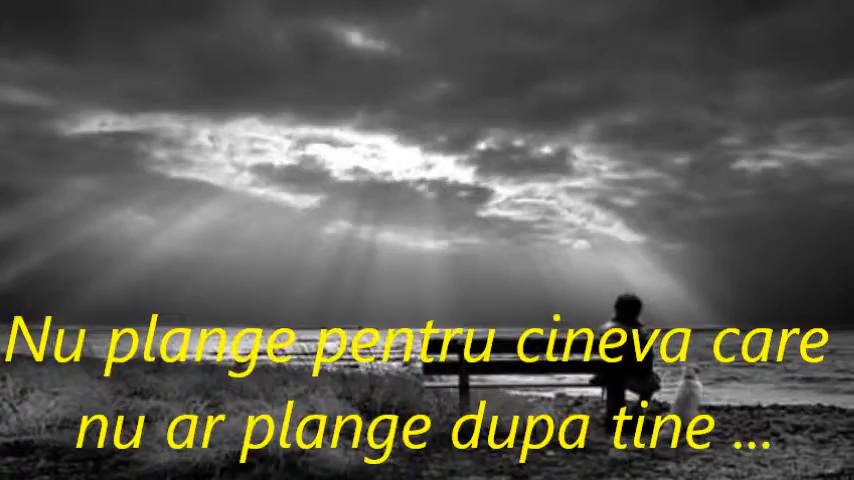 Nu plange pentru cineva care
nu ar plange dupa tine ...